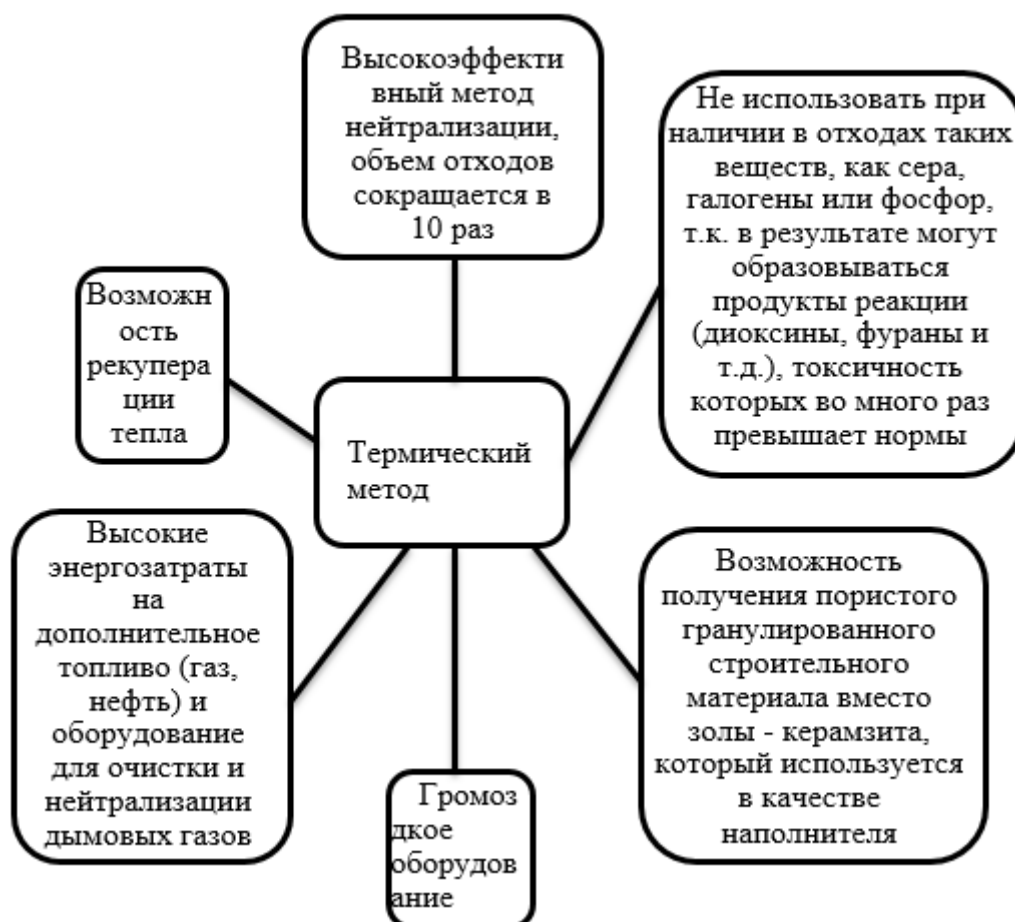 Высокоэффекти
вный метод
нейтрализации,
объем отходов
сокращается в
10 раз
Не использовать при
наличии в отходах таких
веществ, как сера,
галогены или фосфор,
т.к. в результате могут
образовываться
продукты реакции
(диоксины, фураны и
т.д.), токсичность
которых во много раз
превышает нормы
Возможн
ость
рекупера
ции
тепла
Термический
метод
Высокие
энергозатраты
на
дополнительное
топливо (газ,
нефть) и
оборудование
для очистки и
нейтрализации
дымовых газов
Громоз
дкое
оборудов
ание
Возможность
получения пористого
гранулированного
строительного
материала вместо
золы - керамзита,
который используется
в качестве
наполнителя